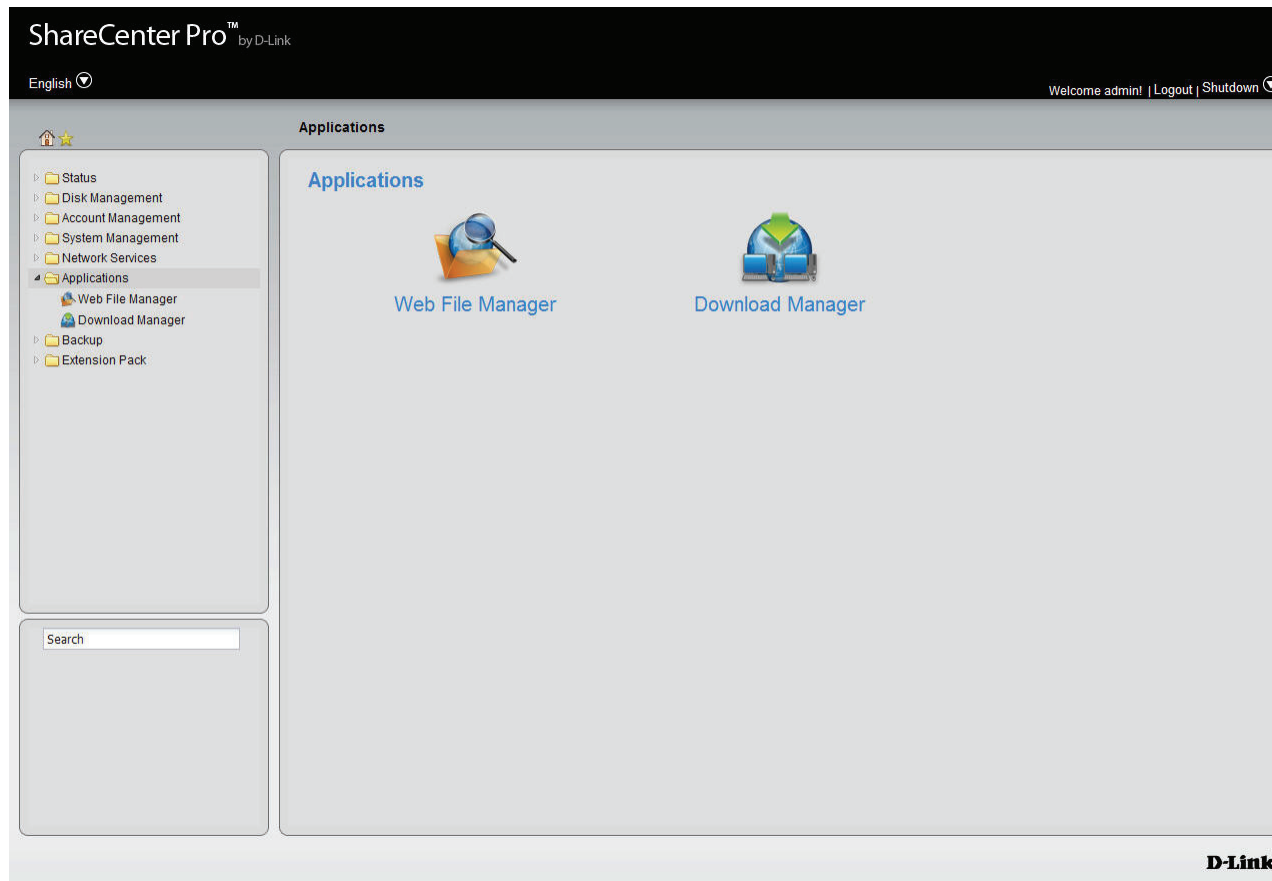 ShareCenter Pro™ by D-Link
English
Welcome admin! | Logout | Shutdown
Applications
Status
Disk Management
Account Management
System Management
Network Services
Applications
Web File Manager
Download Manager
Backup
Extension Pack
Search
Applications
Web File Manager
Download Manager
D-Link